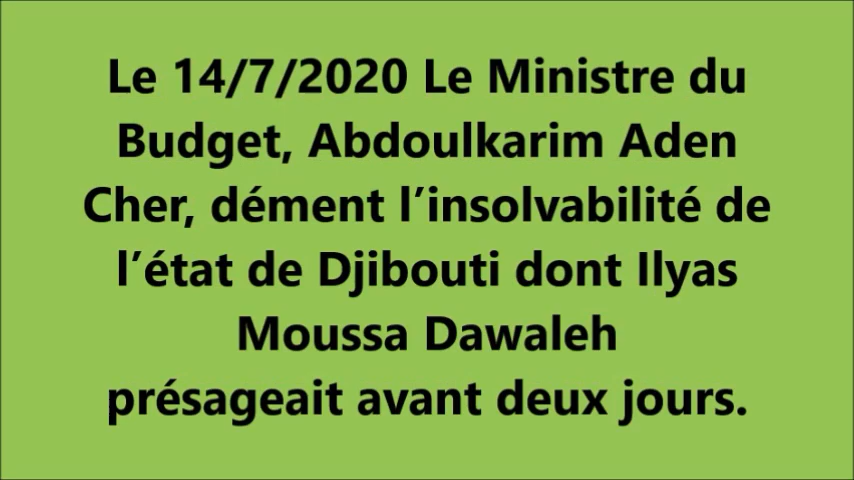 Le 14/7/2020 Le Ministre du
Budget, Abdoulkarim Aden
Cher, dément l’insolvabilité de
l’état de Djibouti dont Ilyas
Moussa Dawaleh
présageait avant deux jours.